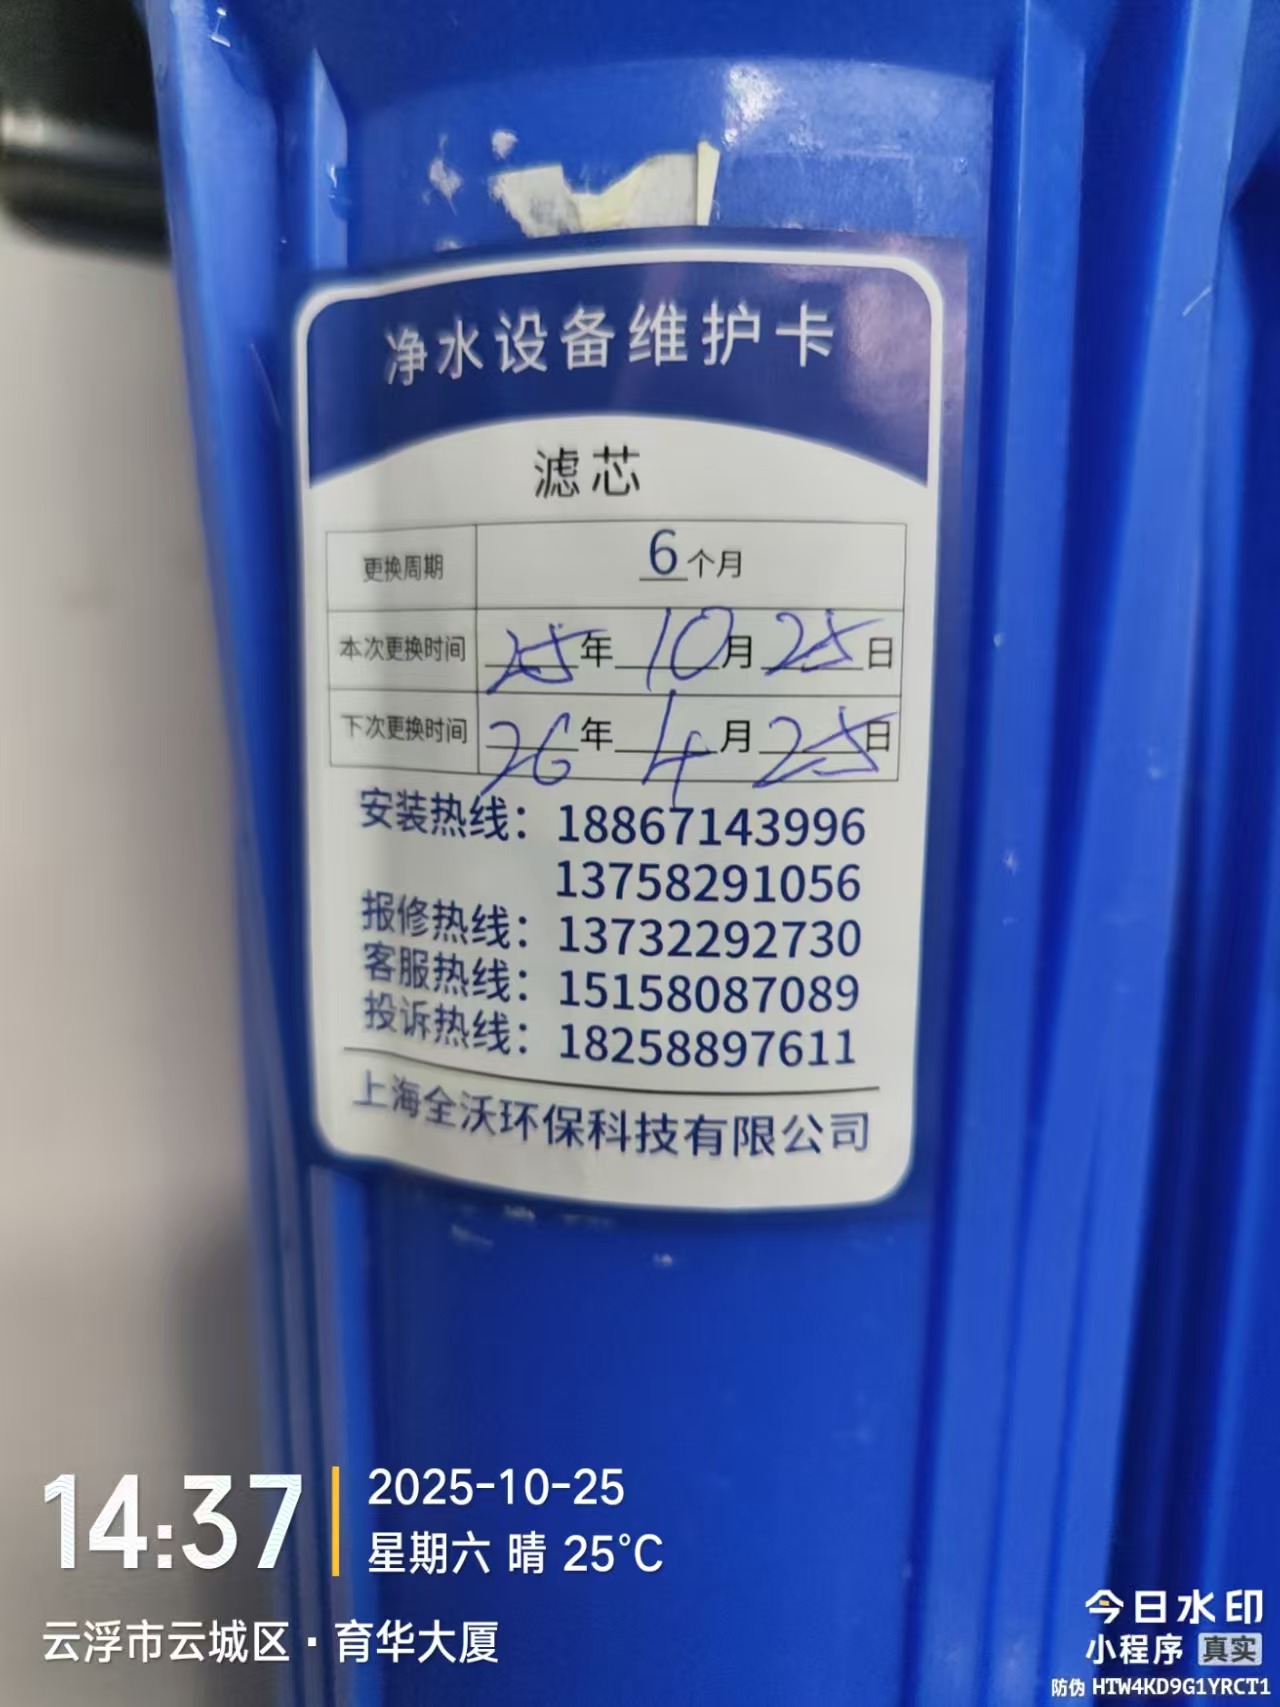 净水设备维护卡
滤芯
更换周期 6个月
本次更换时间 25年10月25日
下次更换时间 26年4月25日
安装热线：18867143996
13758291056
报修热线：13732292730
客服热线：15158087089
投诉热线：18258897611
上海全沃环保科技有限公司
14:37
2025-10-25
星期六 晴 25°C
云浮市云城区·育华大厦
今日水印
小程序 真实
防伪 HTW4KD9G1YRCT1